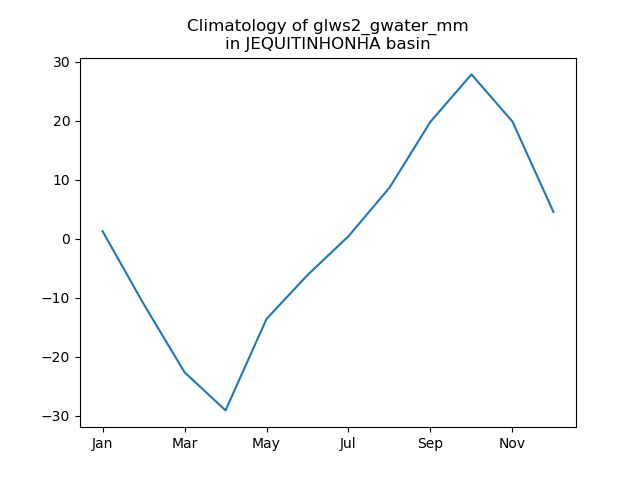 Climatology of glws2_gwater_mm
in JEQUITINHONHA basin
30
20
10
0
−10
−20
−30
Jan Mar May Jul Sep Nov